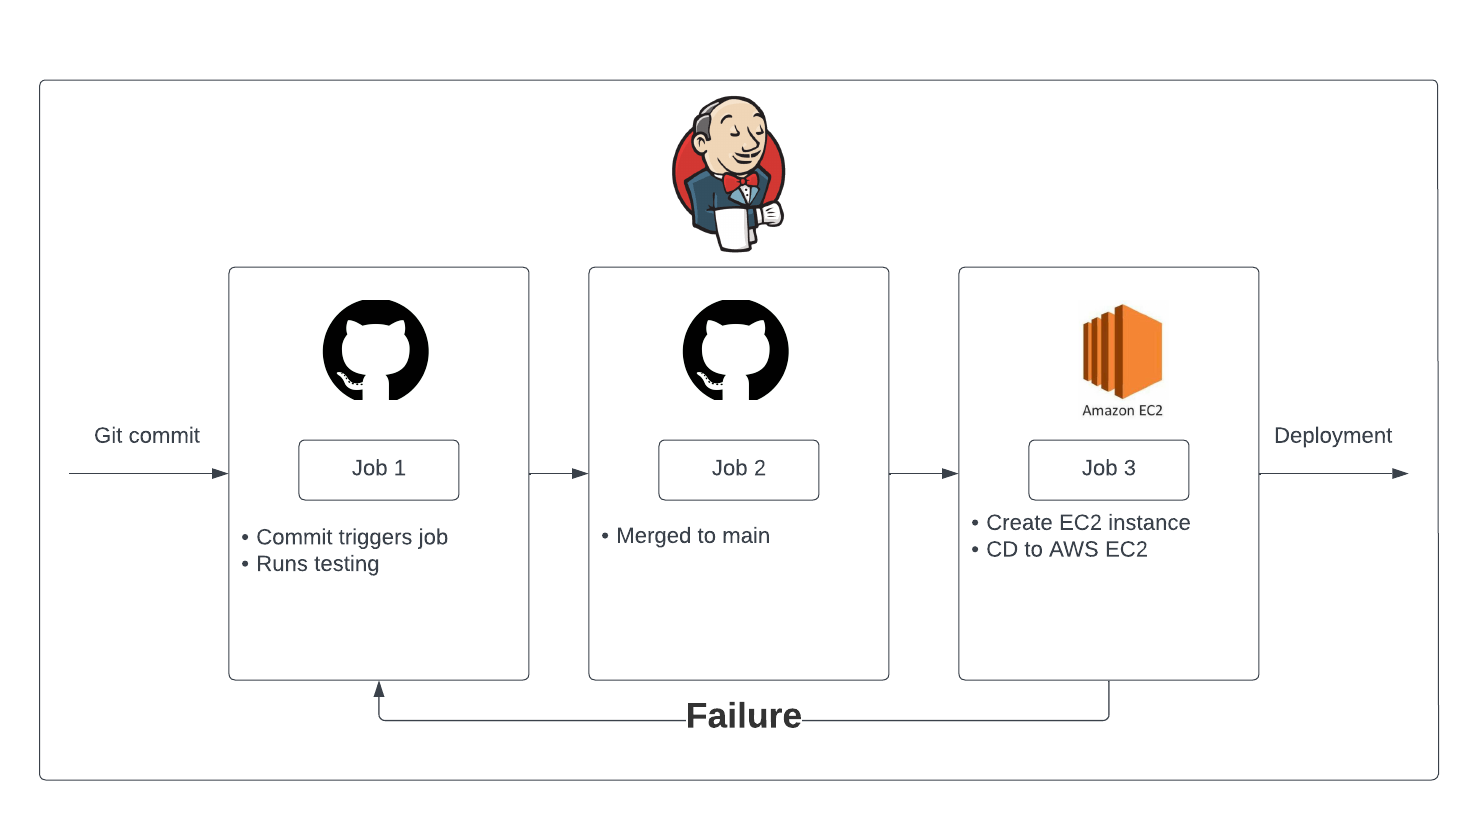 Git commit
Job 1
• Commit triggers job
• Runs testing
Job 2
• Merged to main
Amazon EC2
Job 3
• Create EC2 instance
• CD to AWS EC2
Deployment
Failure